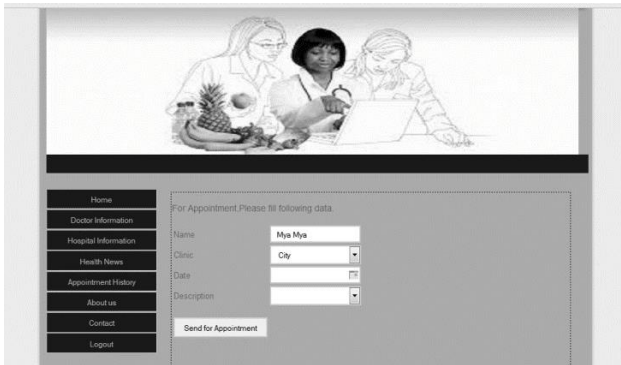 Home
Doctor Information
Hospital Information
Health News
Appointment History
About us
Contact
Logout
For Appointment.Please fill following data.
Name Mya Mya
Clinic City
Date
Description
Send for Appointment